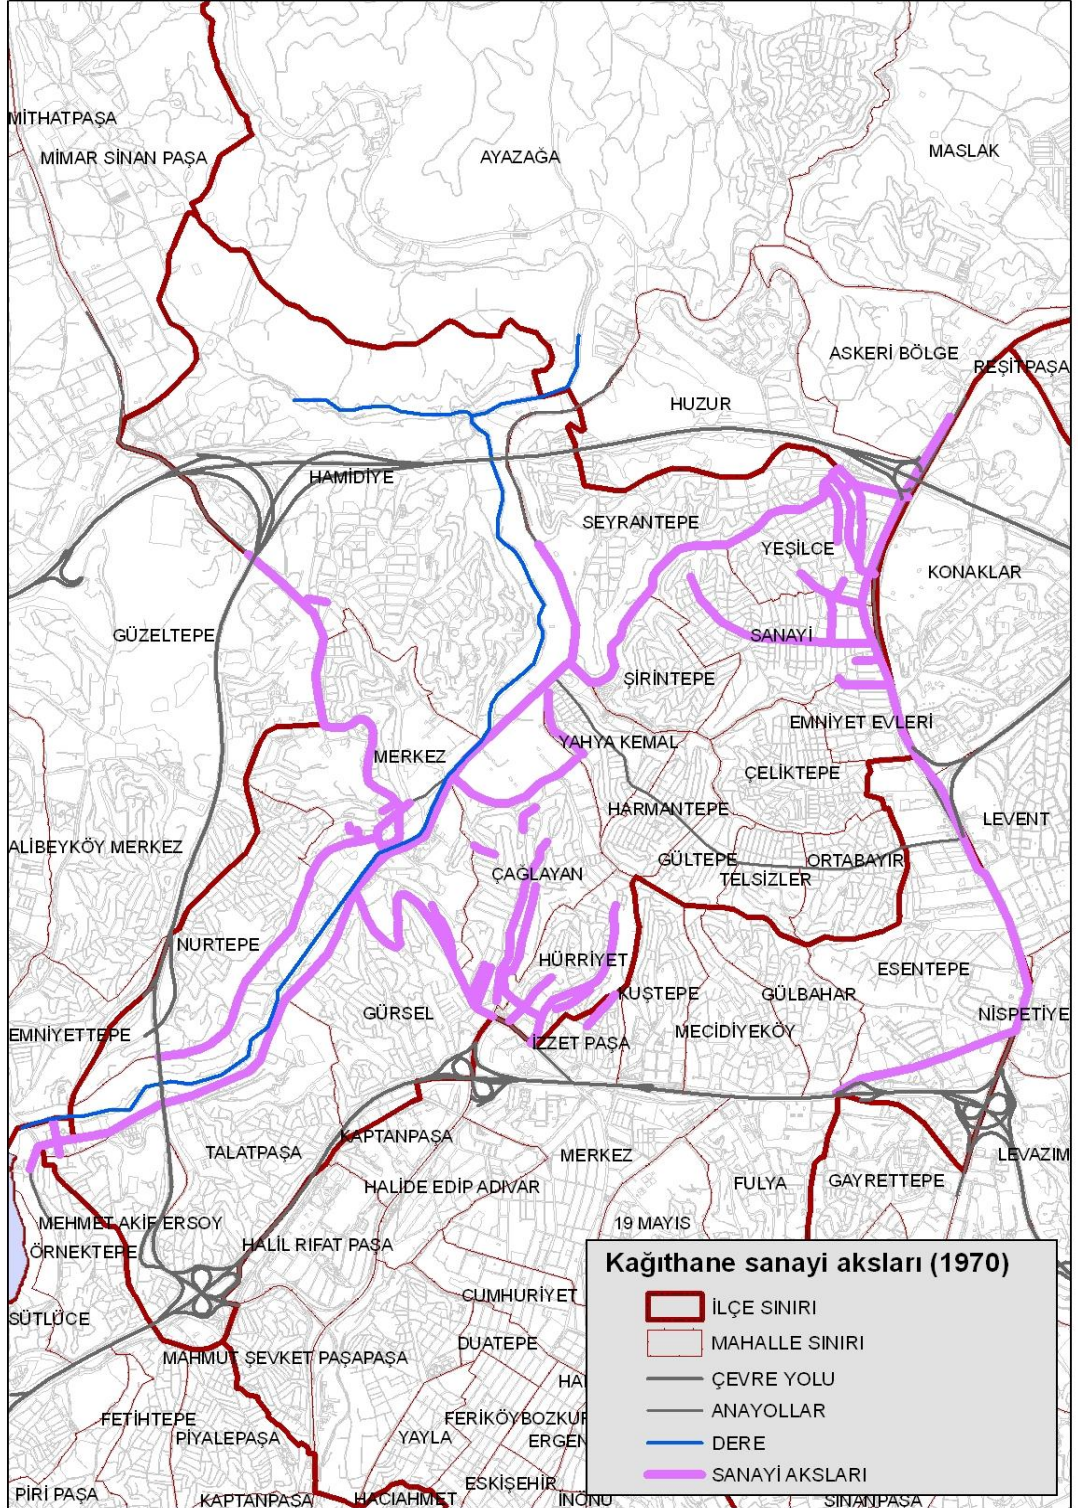 MİTHATPAŞA
MİMAR SİNAN PAŞA
AYAZAĞA
MASLAK
ASKERİ BÖLGE
REŞİTPAŞA
HUZUR
HAMİDİYE
SEYRANTEPE
YEŞİLCE
KONAKLAR
GÜZELTEPE
SANAYİ
ŞİRİNTEPE
EMNİYET EVLERİ
MERKEZ
YAHYA KEMAL
ÇELİKTEPE
HARMANTEPE
LEVENT
ALİBEYKÖY MERKEZ
ÇAĞLAYAN
GÜLTEPE
ORTABAYIR
TELSİZLER
NURTEPE
HÜRRİYET
ESENTEPE
KUŞTEPE
GÜLBAHAR
GÜRSEL
NİSPETİYE
EMNİYETTEPE
İZZET PAŞA
MECİDİYEKÖY
KAPTANPAŞA
TALATPAŞA
MERKEZ
LEVAZIM
HALİDE EDİP ADIVAR
FULYA
GAYRETTEPE
MEHMET AKİF ERSOY
19 MAYIS
ÖRNEKTEPE
HALİL RIFAT PAŞA
CUMHURİYET
SÜTLÜCE
DUATEPE
MAHMUT ŞEVKET PAŞAPAŞA
HA
FETİHTEPE
FERİKÖY
BOZKUR
PİYALEPAŞA
YAYLA
ERGEN
ESKİŞEHİR
PİRİ PAŞA
KAPTANPAŞA
HACIAHMET
İNÖNÜ
SİNANPAŞA
Kağıthane sanayi aksları (1970)
İLÇE SINIRI
MAHALLE SINIRI
ÇEVRE YOLU
ANAYOLLAR
DERE
SANAYİ AKSLARI